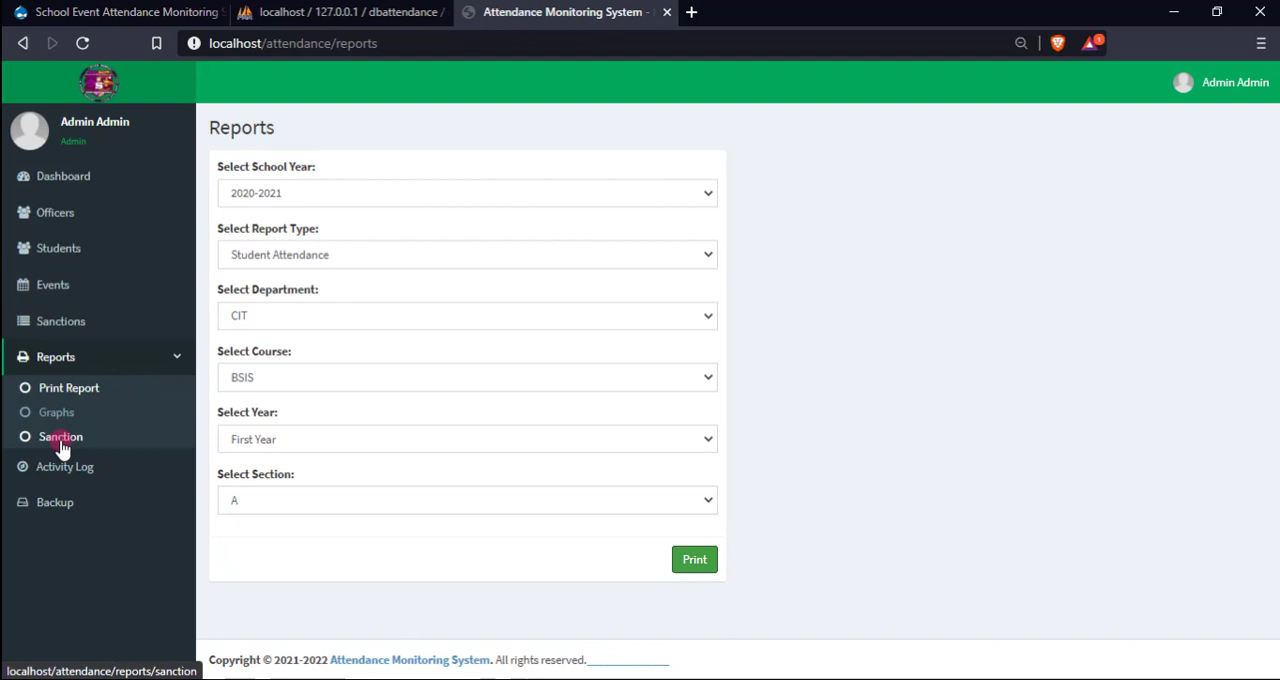 School Event Attendance Monitoring
localhost / 127.0.0.1 / dbattendance /
Attendance Monitoring System -
localhost/attendance/reports
1
Admin Admin
Admin Admin
Admin
Dashboard
Officers
Students
Events
Sanctions
Reports
Print Report
Graphs
Sanction
Activity Log
Backup
Reports
Select School Year:
2020-2021
Select Report Type:
Student Attendance
Select Department:
CIT
Select Course:
BSIS
Select Year:
First Year
Select Section:
A
Print
Copyright © 2021-2022 Attendance Monitoring System. All rights reserved.
localhost/attendance/reports/sanction